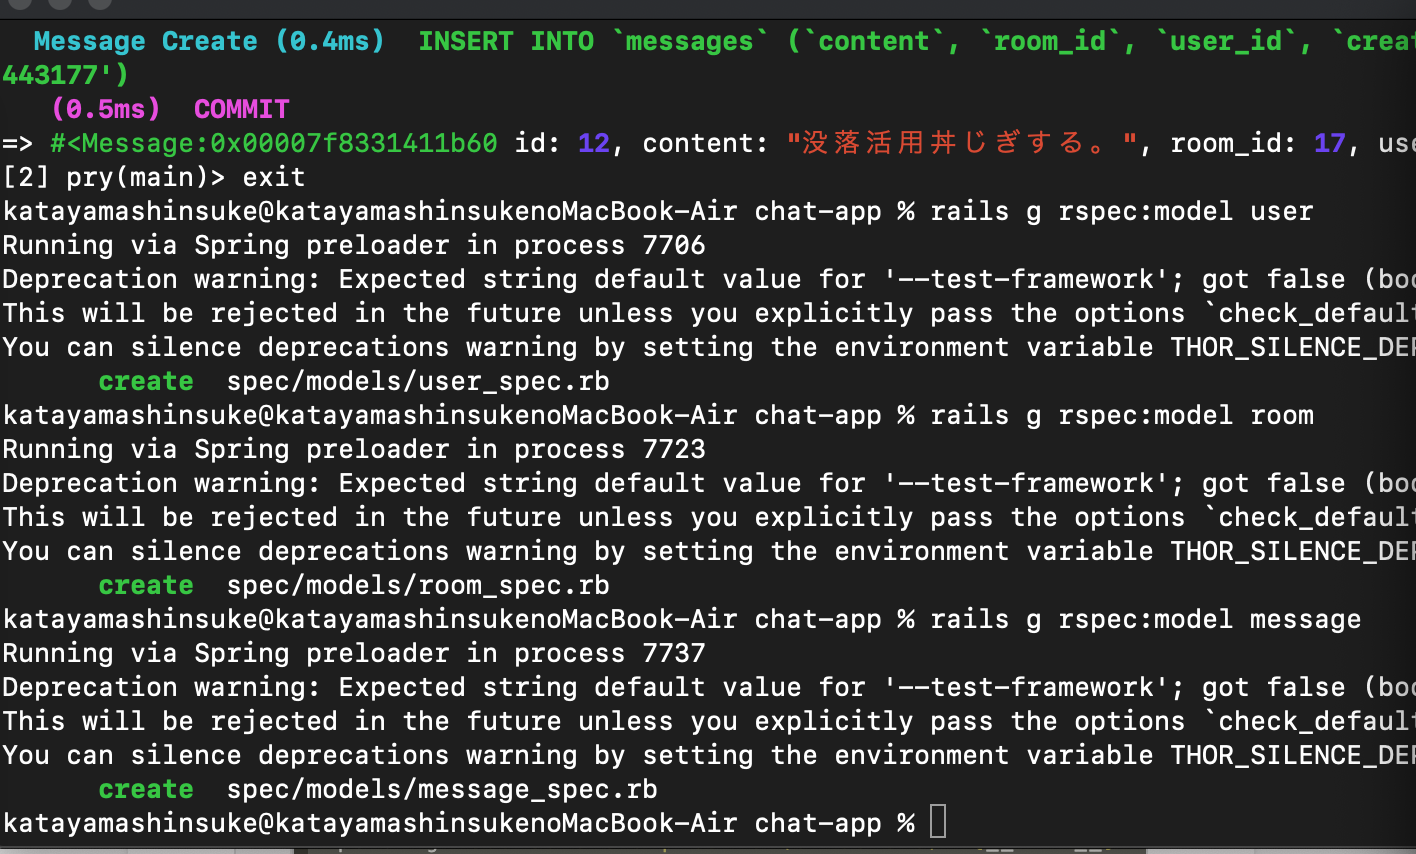 Message Create (0.4ms)  INSERT INTO `messages` (`content`, `room_id`, `user_id`, `creat
443177')
(0.5ms)  COMMIT
=> #<Message:0x00007f8331411b60 id: 12, content: "没落活用丼じぎする。", room_id: 17, use
[2] pry(main)> exit
katayamashinsuke@katayamashinsukenoMacBook-Air chat-app % rails g rspec:model user
Running via Spring preloader in process 7706
Deprecation warning: Expected string default value for '--test-framework'; got false (boo
This will be rejected in the future unless you explicitly pass the options `check_default
You can silence deprecations warning by setting the environment variable THOR_SILENCE_DEP
create  spec/models/user_spec.rb
katayamashinsuke@katayamashinsukenoMacBook-Air chat-app % rails g rspec:model room
Running via Spring preloader in process 7723
Deprecation warning: Expected string default value for '--test-framework'; got false (boo
This will be rejected in the future unless you explicitly pass the options `check_default
You can silence deprecations warning by setting the environment variable THOR_SILENCE_DEP
create  spec/models/room_spec.rb
katayamashinsuke@katayamashinsukenoMacBook-Air chat-app % rails g rspec:model message
Running via Spring preloader in process 7737
Deprecation warning: Expected string default value for '--test-framework'; got false (boo
This will be rejected in the future unless you explicitly pass the options `check_default
You can silence deprecations warning by setting the environment variable THOR_SILENCE_DEP
create  spec/models/message_spec.rb
katayamashinsuke@katayamashinsukenoMacBook-Air chat-app %